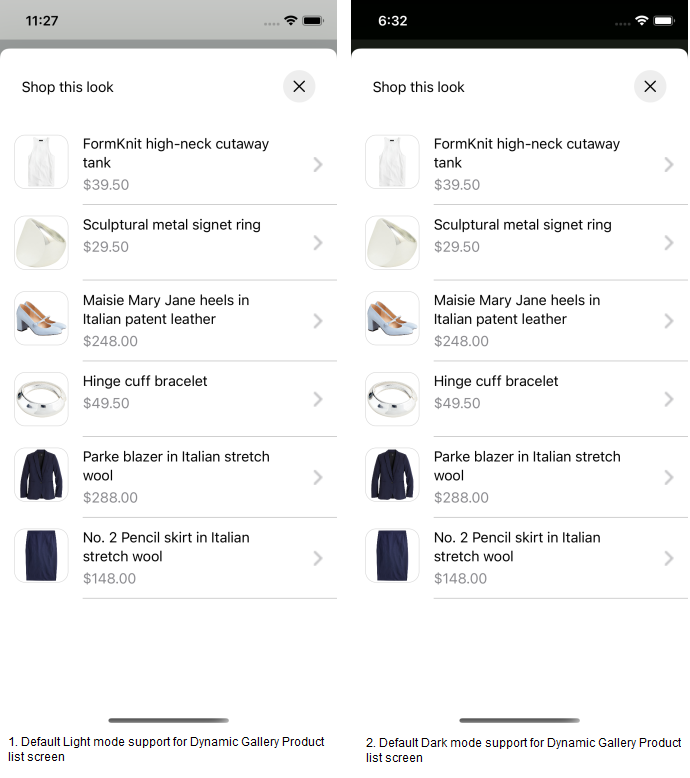 11:27
Shop this look
FormKnit high-neck cutaway
tank
$39.50
Sculptural metal signet ring
$29.50
Maisie Mary Jane heels in
Italian patent leather
$248.00
Hinge cuff bracelet
$49.50
Parke blazer in Italian stretch
wool
$288.00
No. 2 Pencil skirt in Italian
stretch wool
$148.00
1. Default Light mode support for Dynamic Gallery Product
list screen
6:32
Shop this look
FormKnit high-neck cutaway
tank
$39.50
Sculptural metal signet ring
$29.50
Maisie Mary Jane heels in
Italian patent leather
$248.00
Hinge cuff bracelet
$49.50
Parke blazer in Italian stretch
wool
$288.00
No. 2 Pencil skirt in Italian
stretch wool
$148.00
2. Default Dark mode support for Dynamic Gallery Product
list screen